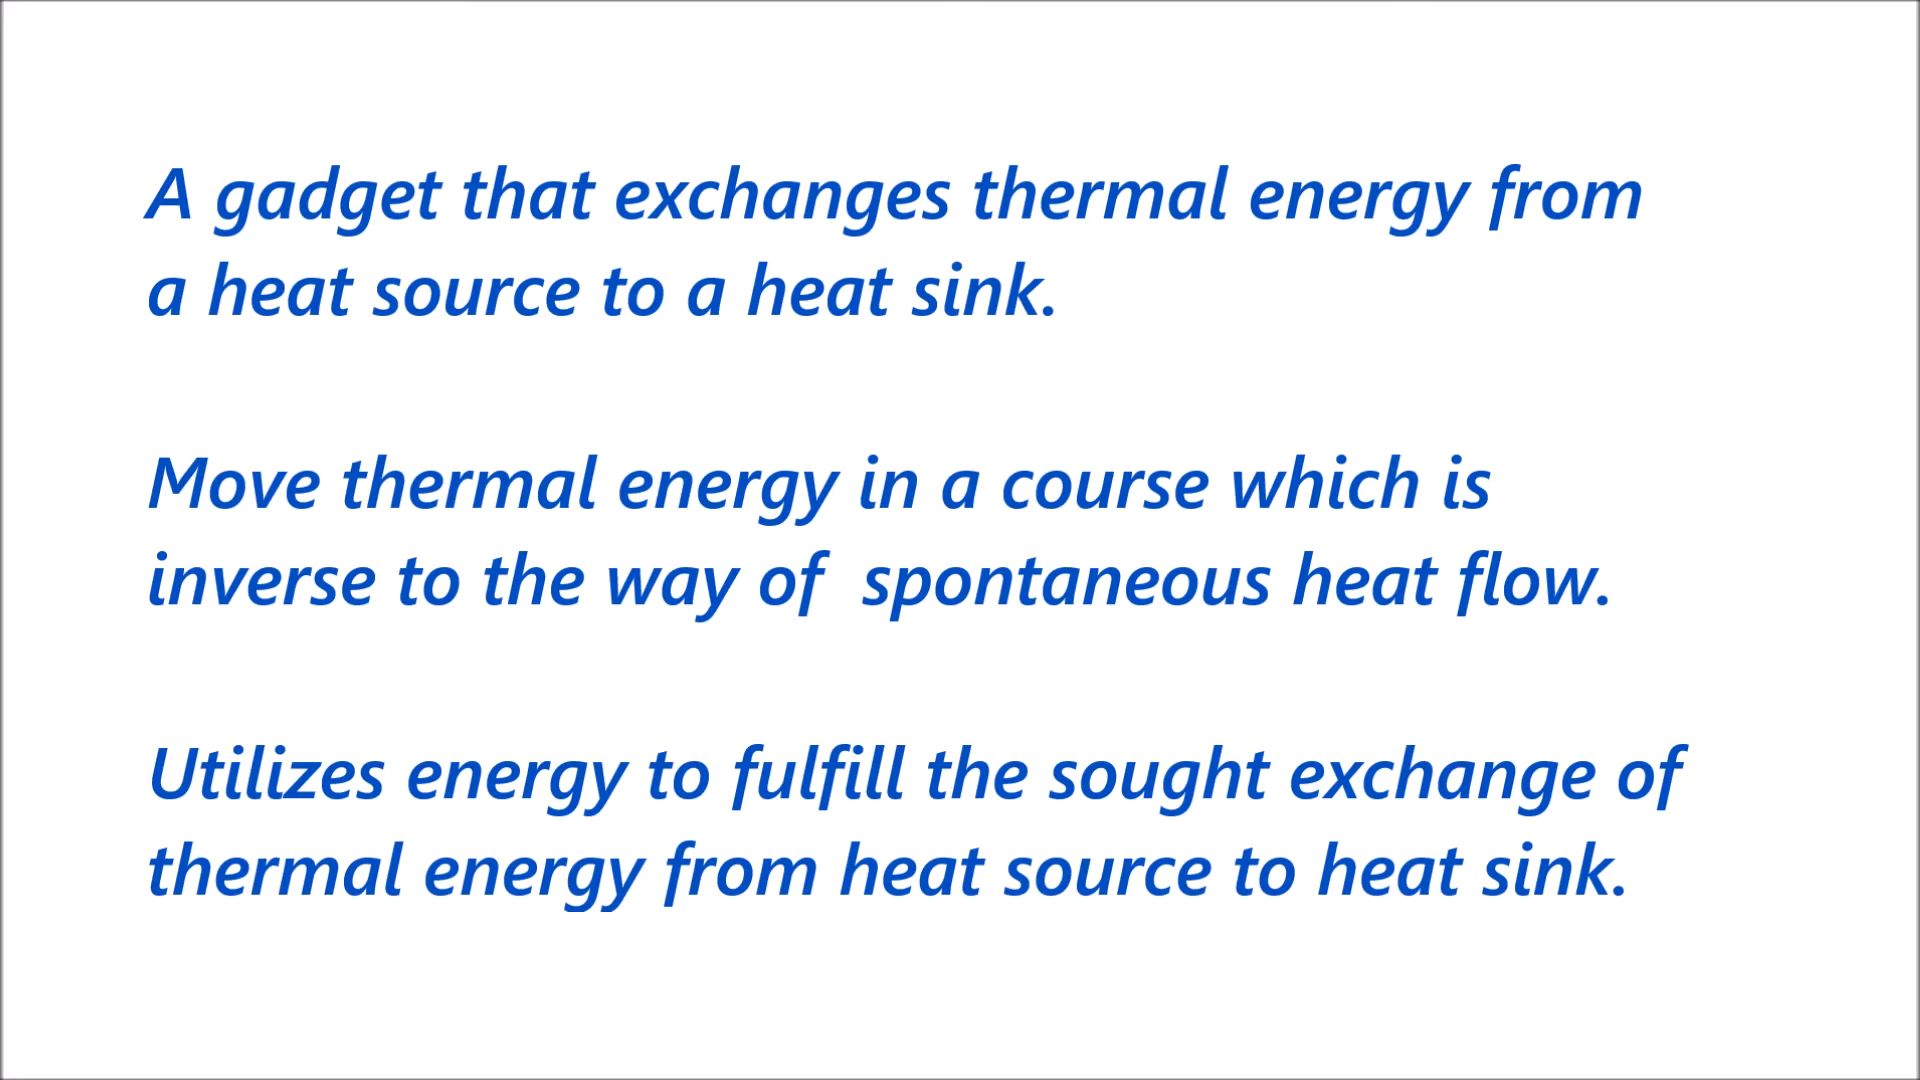 A gadget that exchanges thermal energy from
a heat source to a heat sink.
Move thermal energy in a course which is
inverse to the way of  spontaneous heat flow.
Utilizes energy to fulfill the sought exchange of
thermal energy from heat source to heat sink.